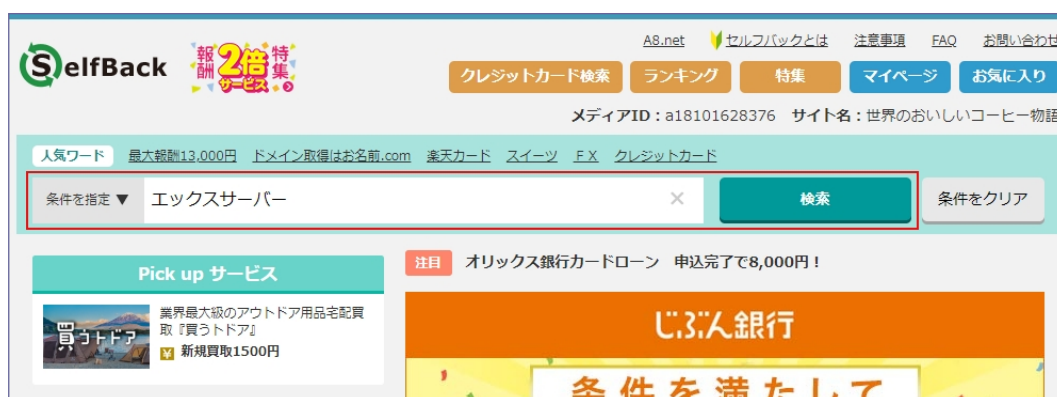 A8.net セルフバックとは 注意事項 FAQ お問い合わせ
SelfBack 報酬2倍サービス特集
クレジットカード検索 ランキング 特集 マイページ お気に入り
メディアID：a18101628376 サイト名：世界のおいしいコーヒー物語
人気ワード 最大報酬13,000円 ドメイン取得はお名前.com 楽天カード スイーツ ＦＸ クレジットカード
条件を指定 ▼ エックスサーバー × 検索 条件をクリア
Pick up サービス
業界最大級のアウトドア用品宅配買
取『買うトドア』
新規買取1500円
買うトドア
注目 オリックス銀行カードローン 申込完了で8,000円！
じぶん銀行
条件を満たして